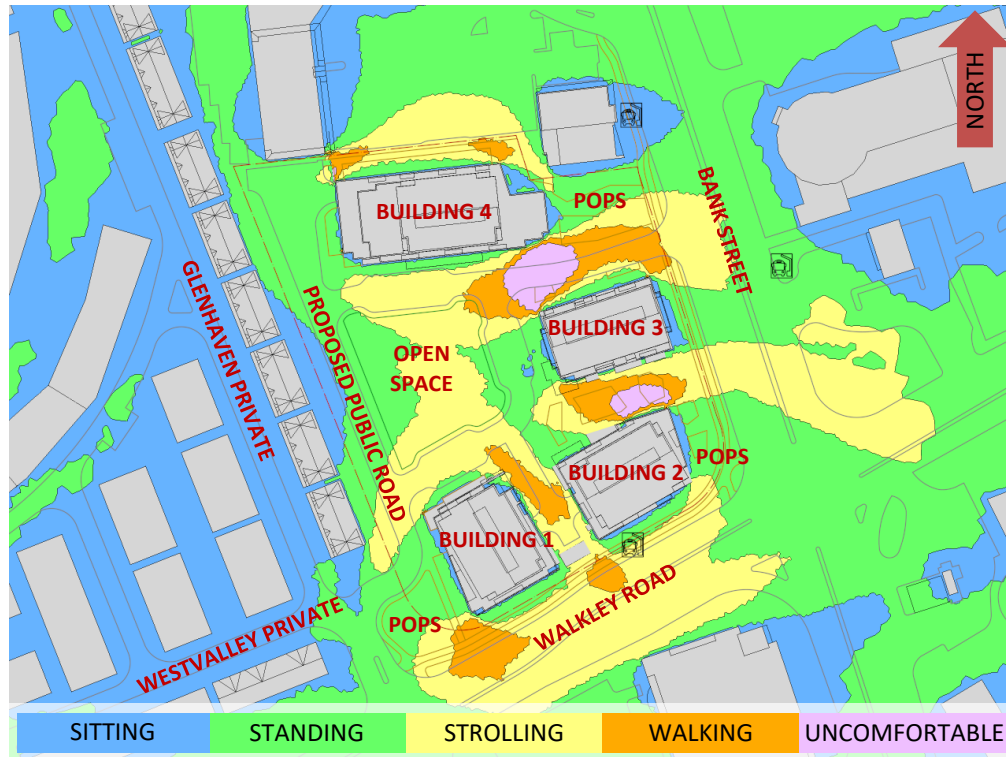 NORTH
BANK STREET
POPS
BUILDING 4
GLENHAVEN PRIVATE
PROPOSED PUBLIC ROAD
BUILDING 3
OPEN
SPACE
POPS
BUILDING 2
BUILDING 1
WALKLEY ROAD
POPS
WESTVALLEY PRIVATE
SITTING STANDING STROLLING WALKING UNCOMFORTABLE